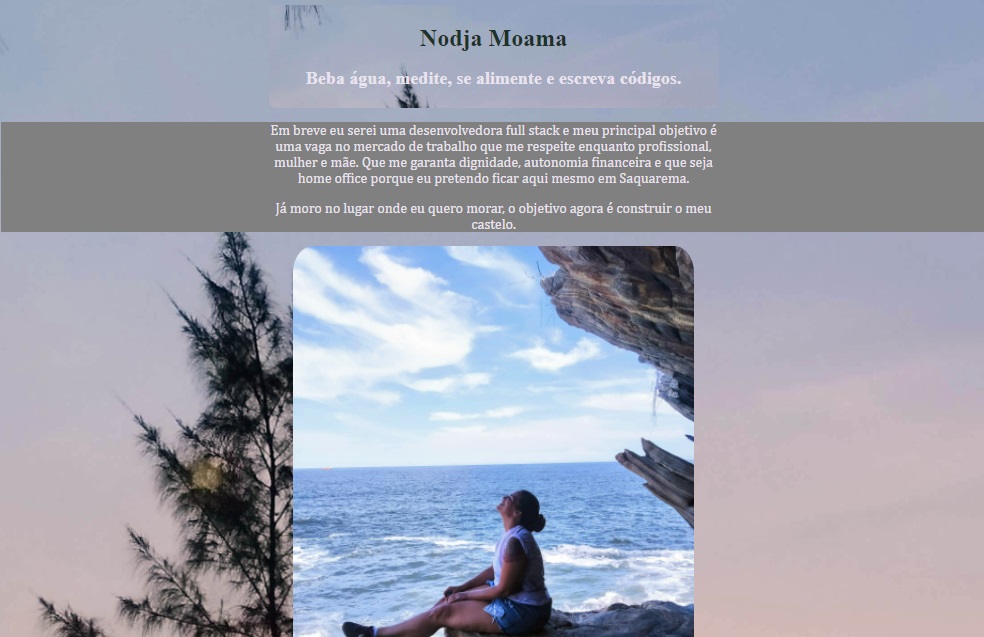 Nodja Moama
Beba água, medite, se alimente e escreva códigos.
Em breve eu serei uma desenvolvedora full stack e meu principal objetivo é
uma vaga no mercado de trabalho que me respeite enquanto profissional,
mulher e mãe. Que me garanta dignidade, autonomia financeira e que seja
home office porque eu pretendo ficar aqui mesmo em Saquarema.
Já moro no lugar onde eu quero morar, o objetivo agora é construir o meu
castelo.